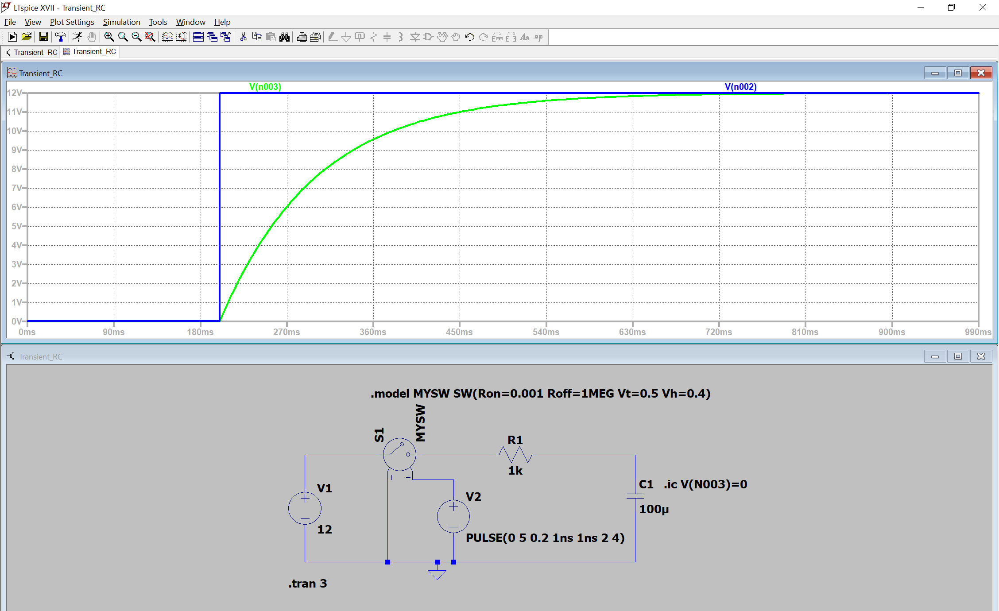 LTspice XVII - Transient_RC
File View Plot Settings Simulation Tools Window Help
Transient_RC Transient_RC
Transient_RC
V(n003) V(n002)
12V
11V
10V
9V
8V
7V
6V
5V
4V
3V
2V
1V
0V
0ms 90ms 180ms 270ms 360ms 450ms 540ms 630ms 720ms 810ms 900ms 990ms
Transient_RC
.model MYSW SW(Ron=0.001 Roff=1MEG Vt=0.5 Vh=0.4)
S1
MYSW
R1
1k
V1
12
V2
PULSE(0 5 0.2 1ns 1ns 2 4)
C1 .ic V(N003)=0
100µ
.tran 3